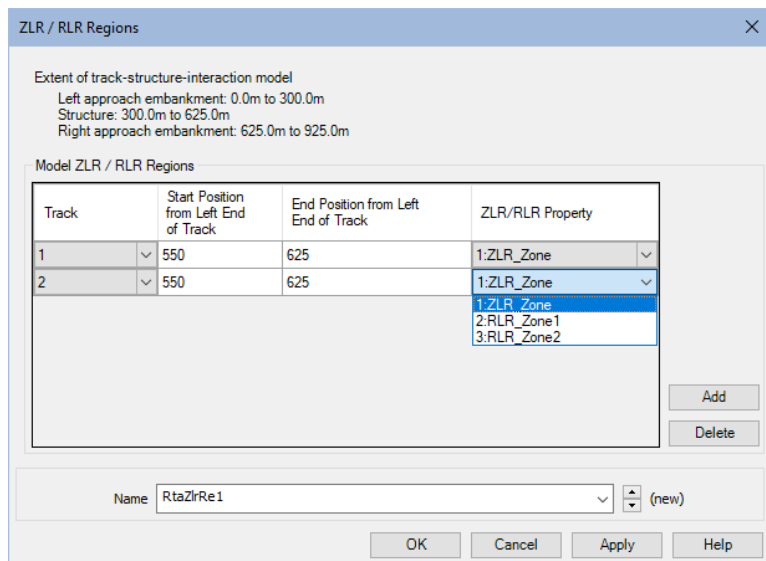 ZLR / RLR Regions
Extent of track-structure-interaction model
Left approach embankment: 0.0m to 300.0m
Structure: 300.0m to 625.0m
Right approach embankment: 625.0m to 925.0m
Model ZLR / RLR Regions
Track
Start Position
from Left End
of Track
End Position from Left
End of Track
ZLR/RLR Property
1 550 625 1:ZLR_Zone
2 550 625 1:ZLR_Zone
1:ZLR_Zone
2:RLR_Zone1
3:RLR_Zone2
Add
Delete
Name RtaZlrRe1 (new)
OK Cancel Apply Help